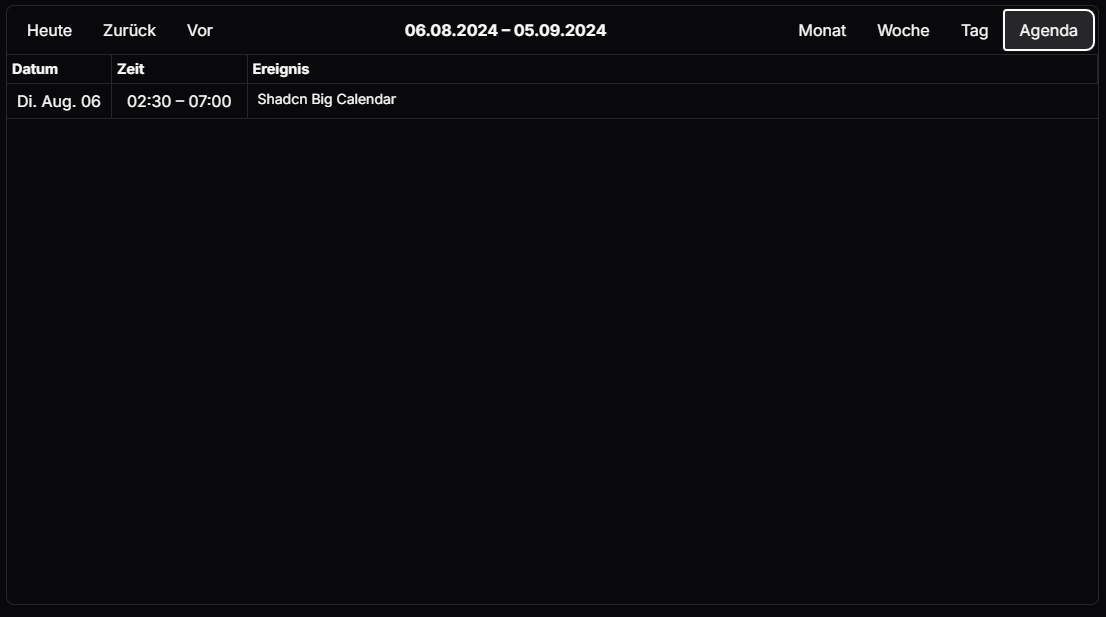 Heute Zurück Vor 06.08.2024 – 05.09.2024 Monat Woche Tag Agenda
Datum Zeit Ereignis
Di. Aug. 06 02:30 – 07:00 Shadcn Big Calendar